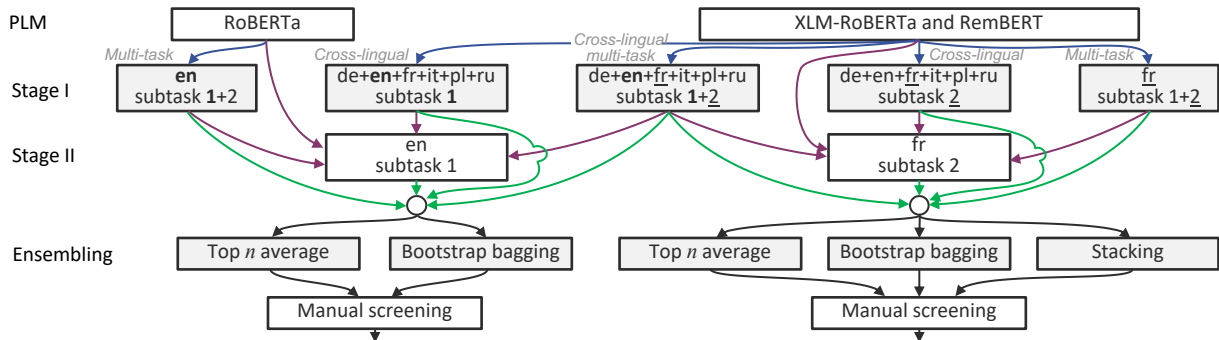 PLM
RoBERTa
XLM-RoBERTa and RemBERT
Multi-task
Cross-lingual
Cross-lingual
multi-task
Cross-lingual
Multi-task
Stage I
en
subtask 1+2
de+en+fr+it+pl+ru
subtask 1
de+en+fr+it+pl+ru
subtask 1+2
de+en+fr+it+pl+ru
subtask 2
fr
subtask 1+2
Stage II
en
subtask 1
fr
subtask 2
Ensembling
Top n average
Bootstrap bagging
Top n average
Bootstrap bagging
Stacking
Manual screening
Manual screening